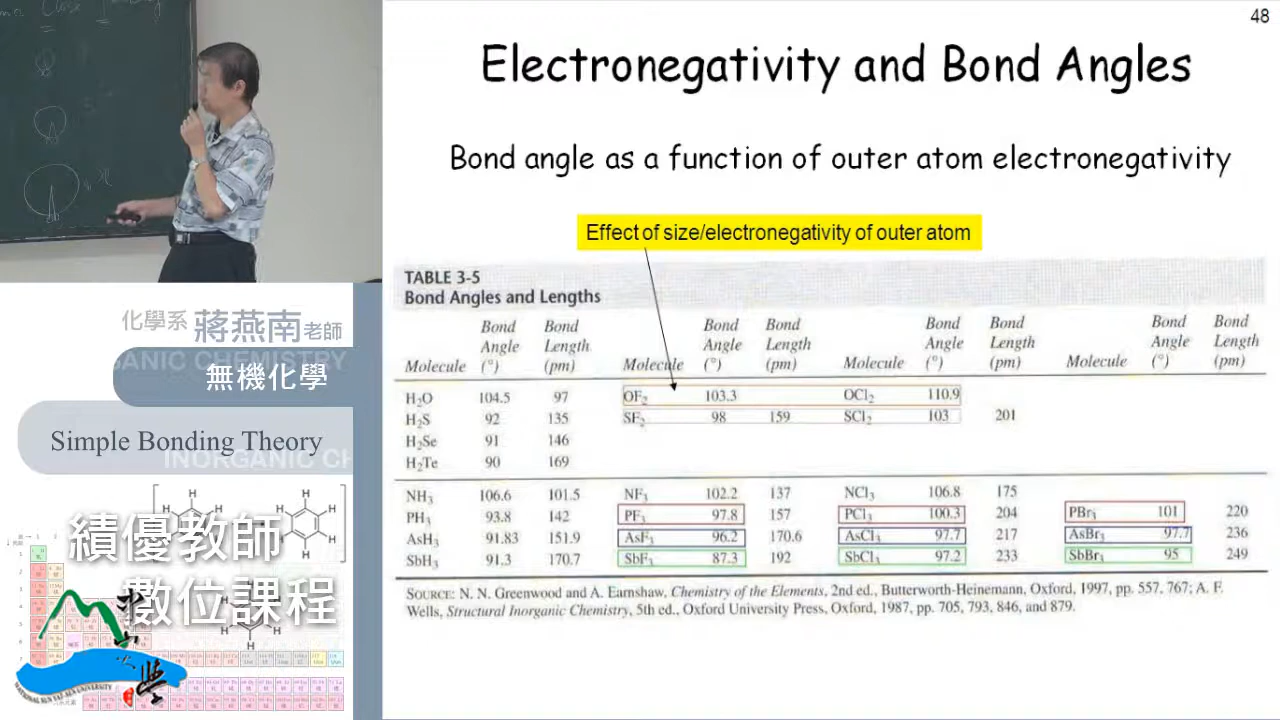 48
Electronegativity and Bond Angles
Bond angle as a function of outer atom electronegativity
Effect of size/electronegativity of outer atom
TABLE 3-5
Bond Angles and Lengths
Molecule Bond Angle (°) Bond Length (pm) Molecule Bond Angle (°) Bond Length (pm) Molecule Bond Angle (°) Bond Length (pm) Molecule Bond Angle (°) Bond Length (pm)
H₂O 104.5 97 OF₂ 103.3 OCl₂ 110.9
H₂S 92 135 SF₂ 98 159 SCl₂ 103 201
H₂Se 91 146
H₂Te 90 169
NH₃ 106.6 101.5 NF₃ 102.2 137 NCl₃ 106.8 175
PH₃ 93.8 142 PF₃ 97.8 157 PCl₃ 100.3 204 PBr₃ 101 220
AsH₃ 91.83 151.9 AsF₃ 96.2 170.6 AsCl₃ 97.7 217 AsBr₃ 97.7 236
SbH₃ 91.3 170.7 SbF₃ 87.3 192 SbCl₃ 97.2 233 SbBr₃ 95 249
SOURCE: N. N. Greenwood and A. Earnshaw, Chemistry of the Elements, 2nd ed., Butterworth-Heinemann, Oxford, 1997, pp. 557, 767; A. F.
Wells, Structural Inorganic Chemistry, 5th ed., Oxford University Press, Oxford, 1987, pp. 705, 793, 846, and 879.
化學系 蔣燕南 老師
無機化學
Simple Bonding Theory
INORGANIC CH
績優教師
數位課程